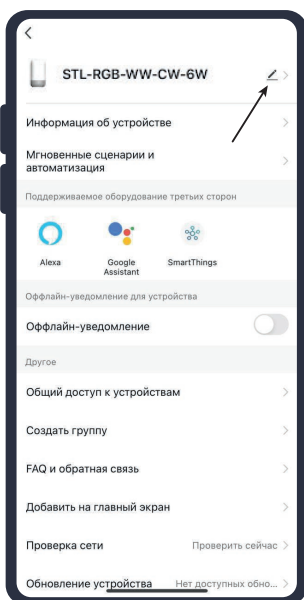 STL-RGB-WW-CW-6W
Информация об устройстве
Мгновенные сценарии и
автоматизация
Поддерживаемое оборудование третьих сторон
Alexa
Google
Assistant
SmartThings
Оффлайн-уведомление для устройства
Оффлайн-уведомление
Другое
Общий доступ к устройствам
Создать группу
FAQ и обратная связь
Добавить на главный экран
Проверка сети Проверить сейчас
Обновление устройства Нет доступных обно...